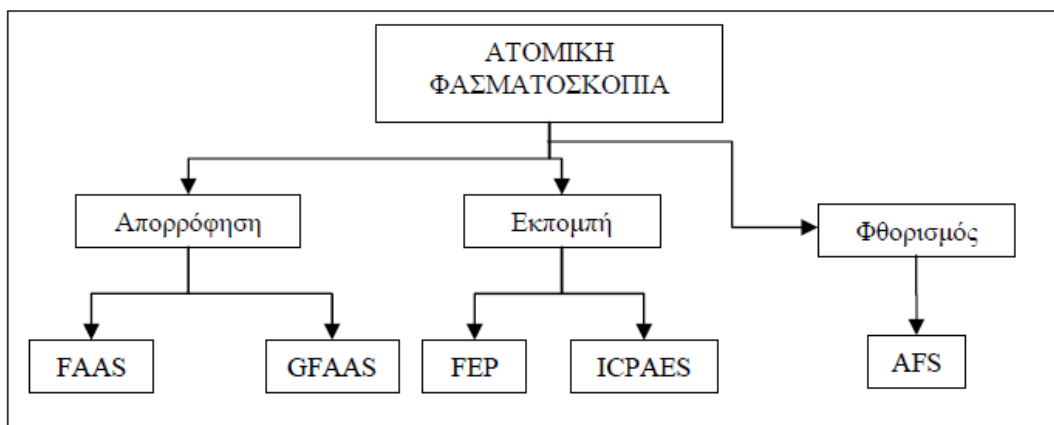 ΑΤΟΜΙΚΗ
ΦΑΣΜΑΤΟΣΚΟΠΙΑ
Απορρόφηση
Εκπομπή
Φθορισμός
FAAS
GFAAS
FEP
ICPAES
AFS